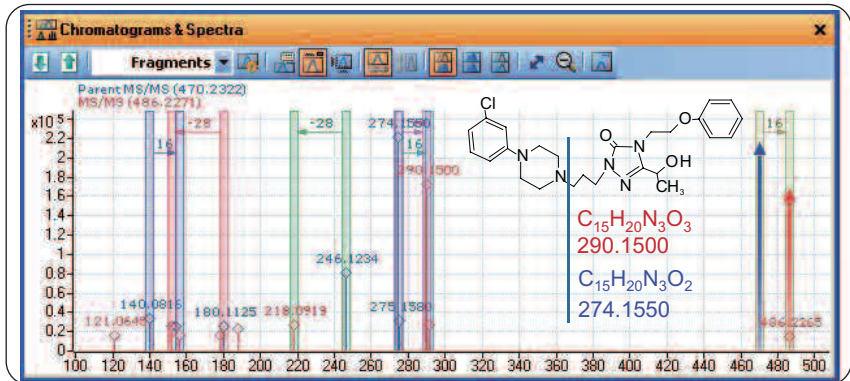 Chromatograms & Spectra
Fragments
Parent MS/MS (470.2322)
MS/MS (486.2271)
x10 5
2.2
2
1.8
1.6
1.4
1.2
1
0.8
0.6
0.4
0.2
0
-28
16
-28
274.1550
16
290.1500
16
246.1234
140.0816
180.1125
218.0919
275.1580
121.0648
486.2265
Cl
N
N
O
N
N
N
O
OH
CH3
C15H20N3O3
290.1500
C15H20N3O2
274.1550
100 120 140 160 180 200 220 240 260 280 300 320 340 360 380 400 420 440 460 480 500